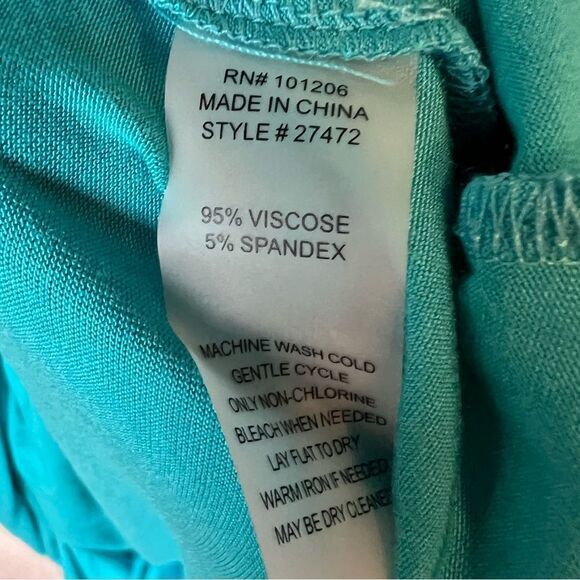 RN# 101206
MADE IN CHINA
STYLE # 27472
95% VISCOSE
5% SPANDEX
MACHINE WASH COLD
GENTLE CYCLE
ONLY NON-CHLORINE
BLEACH WHEN NEEDED
LAY FLAT TO DRY
WARM IRON IF NEEDED
MAY BE DRY CLEANE